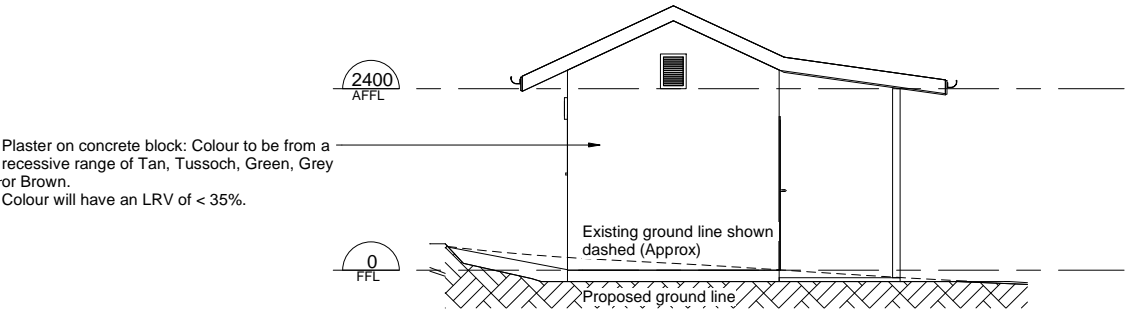 2400
AFFL
Plaster on concrete block: Colour to be from a
recessive range of Tan, Tussoch, Green, Grey
or Brown.
Colour will have an LRV of < 35%.
Existing ground line shown
dashed (Approx)
0
FFL
Proposed ground line